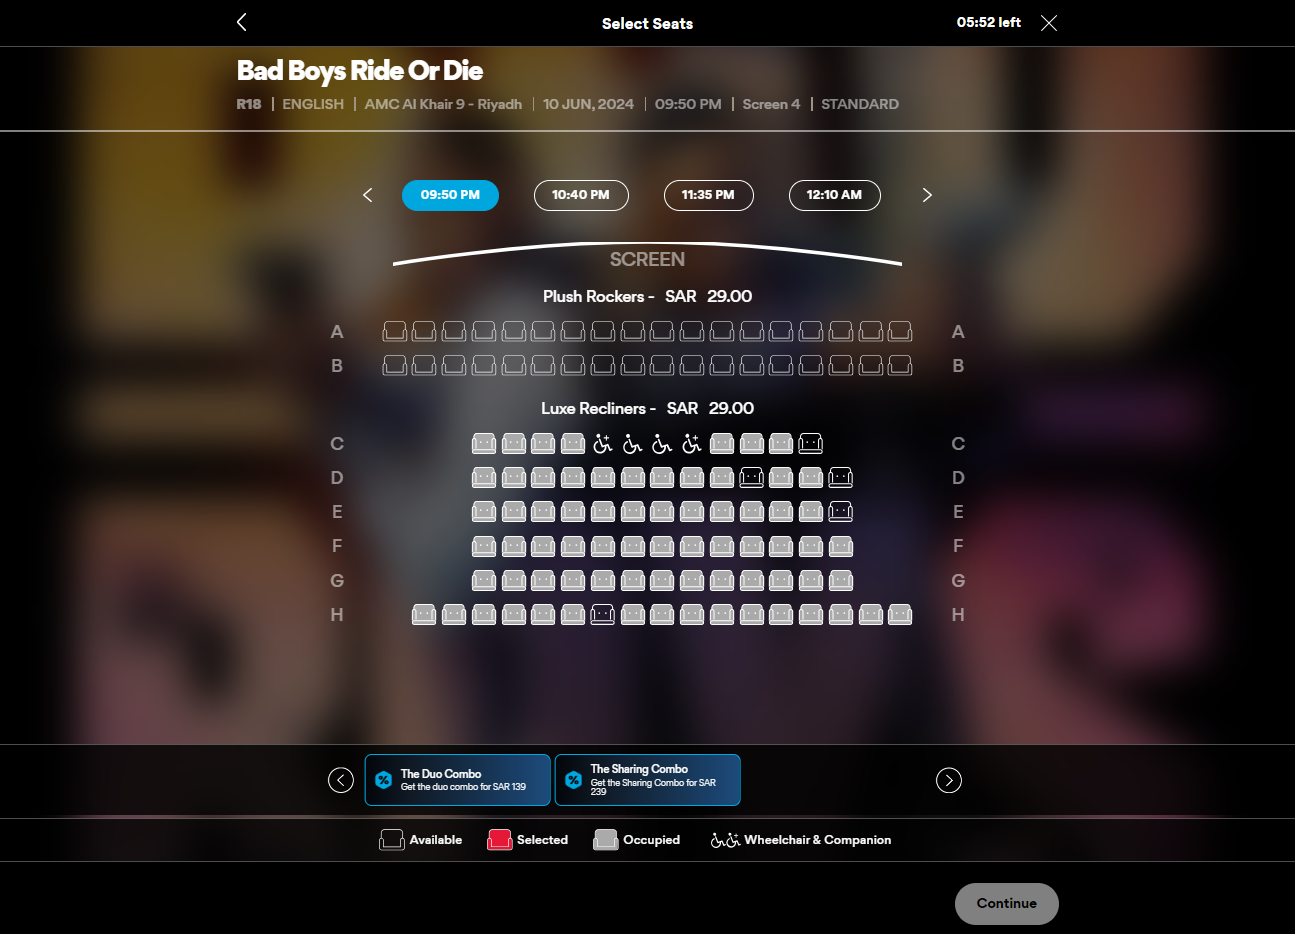 Select Seats
05:52 left
Bad Boys Ride Or Die
R18 | ENGLISH | AMC Al Khair 9 - Riyadh | 10 JUN, 2024 | 09:50 PM | Screen 4 | STANDARD
09:50 PM 10:40 PM 11:35 PM 12:10 AM
SCREEN
Plush Rockers - SAR 29.00
A A
B B
Luxe Recliners - SAR 29.00
C C
D D
E E
F F
G G
H H
The Duo Combo
Get the duo combo for SAR 139
The Sharing Combo
Get the Sharing Combo for SAR
239
Available Selected Occupied Wheelchair & Companion
Continue